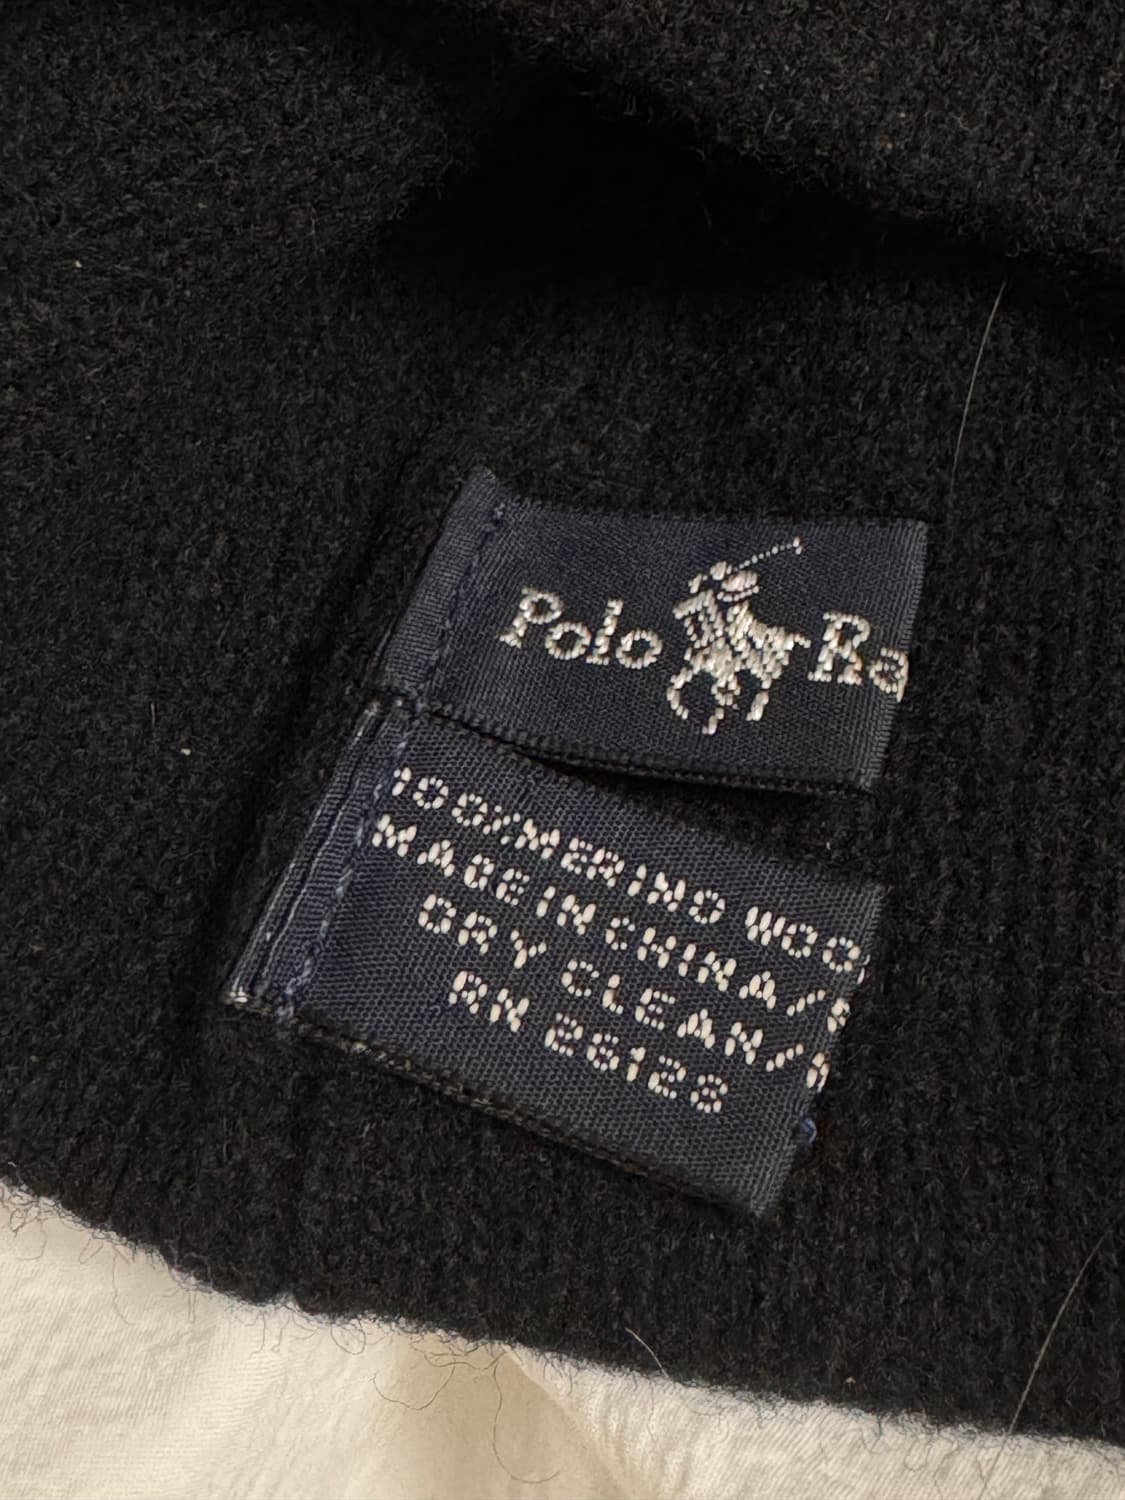 Polo Ra
100% MERINO WOO
MADE IN CHINA/
DRY CLEAN/
RN 26128